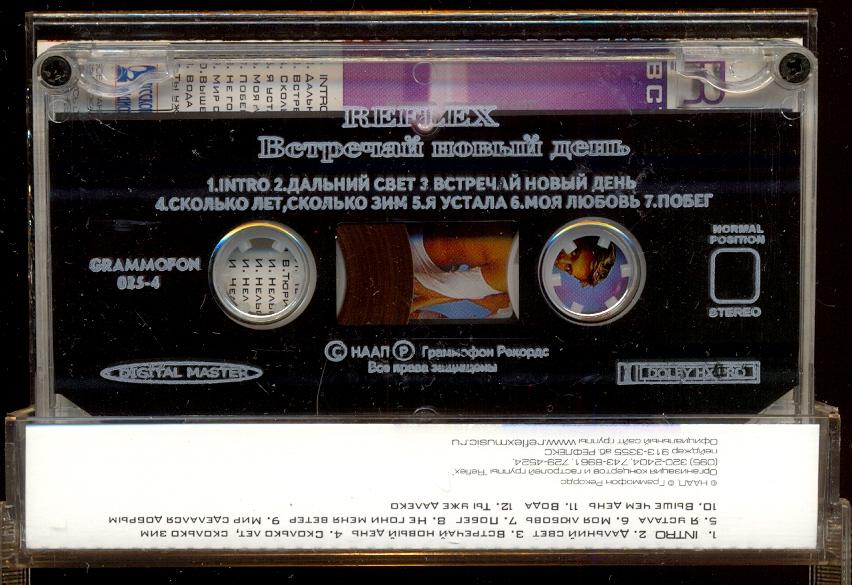 REFLEX
Встречай новый день
1.INTRO 2.ДАЛЬНИЙ СВЕТ 3 ВСТРЕЧАЙ НОВЫЙ ДЕНЬ
4.СКОЛЬКО ЛЕТ,СКОЛЬКО ЗИМ 5.Я УСТАЛА 6.МОЯ ЛЮБОВЬ 7.ПОБЕГ
GRAMMOFON
025-4
NORMAL
POSITION
STEREO
© НААП ℗ Граммофон Рекордс
Все права защищены
DIGITAL MASTER
DOLBY HX PRO
1. INTRO 2. Дальний свет 3. Встречай новый день 4. Сколько лет, сколько зим
5. Я устала 6. Моя любовь 7. Побег 8. Не гони меня ветер 9. Мир сделался добрым
10. Выше чем день 11. Вода 12. Ты уже далеко
© НААП ℗ Граммофон Рекордс
Организация концертов и гастролей группы "Reflex"
(095) 320-2404, 743-8961, 729-4524,
пейджер 913-3355 аб. РЕФЛЕКС
Официальный сайт группы www.reflexmusic.ru